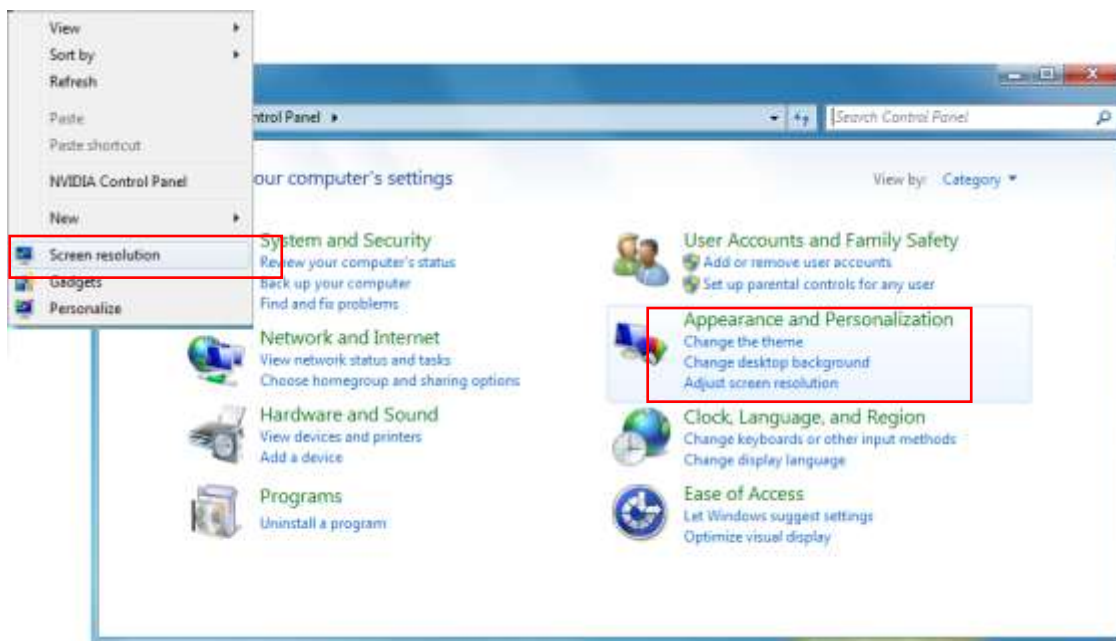 View
Sort by
Refresh
Paste
Paste shortcut
NVIDIA Control Panel
New
Screen resolution
Gadgets
Personalize
ntrol Panel
Search Control Panel
our computer's settings
View by: Category
System and Security
Review your computer's status
Back up your computer
Find and fix problems
Network and Internet
View network status and tasks
Choose homegroup and sharing options
Hardware and Sound
View devices and printers
Add a device
Programs
Uninstall a program
User Accounts and Family Safety
Add or remove user accounts
Set up parental controls for any user
Appearance and Personalization
Change the theme
Change desktop background
Adjust screen resolution
Clock, Language, and Region
Change keyboards or other input methods
Change display language
Ease of Access
Let Windows suggest settings
Optimize visual display